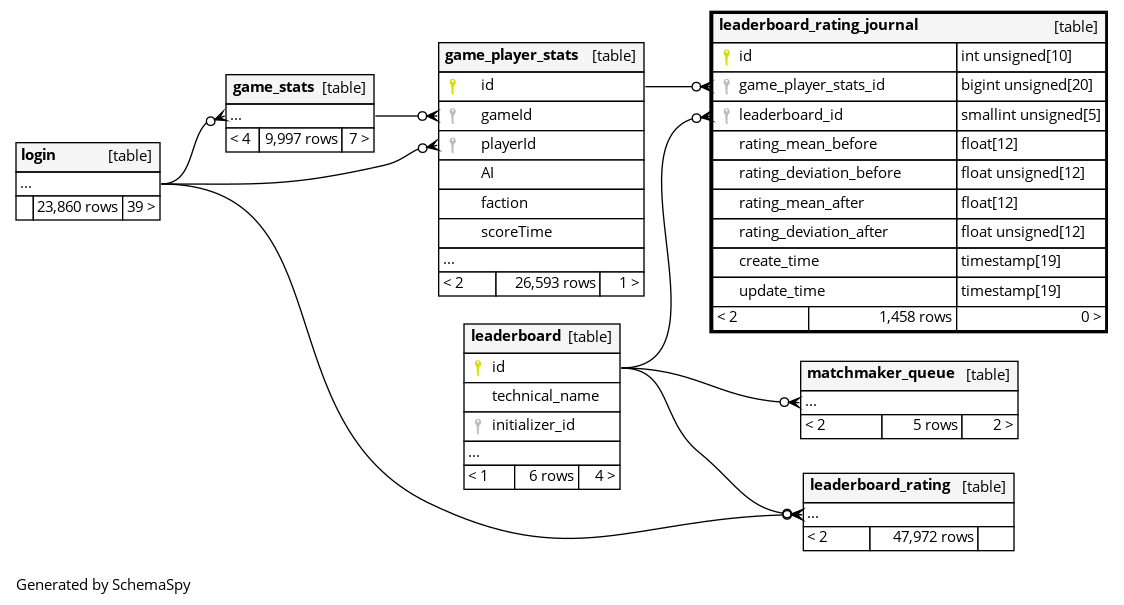 login [table]
...
23,860 rows 39 >
game_stats [table]
...
< 4 9,997 rows 7 >
game_player_stats [table]
id
gameId
playerId
AI
faction
scoreTime
...
< 2 26,593 rows 1 >
leaderboard_rating_journal [table]
id int unsigned[10]
game_player_stats_id bigint unsigned[20]
leaderboard_id smallint unsigned[5]
rating_mean_before float[12]
rating_deviation_before float unsigned[12]
rating_mean_after float[12]
rating_deviation_after float unsigned[12]
create_time timestamp[19]
update_time timestamp[19]
< 2 1,458 rows 0 >
leaderboard [table]
id
technical_name
initializer_id
...
< 1 6 rows 4 >
matchmaker_queue [table]
...
< 2 5 rows 2 >
leaderboard_rating [table]
...
< 2 47,972 rows
Generated by SchemaSpy